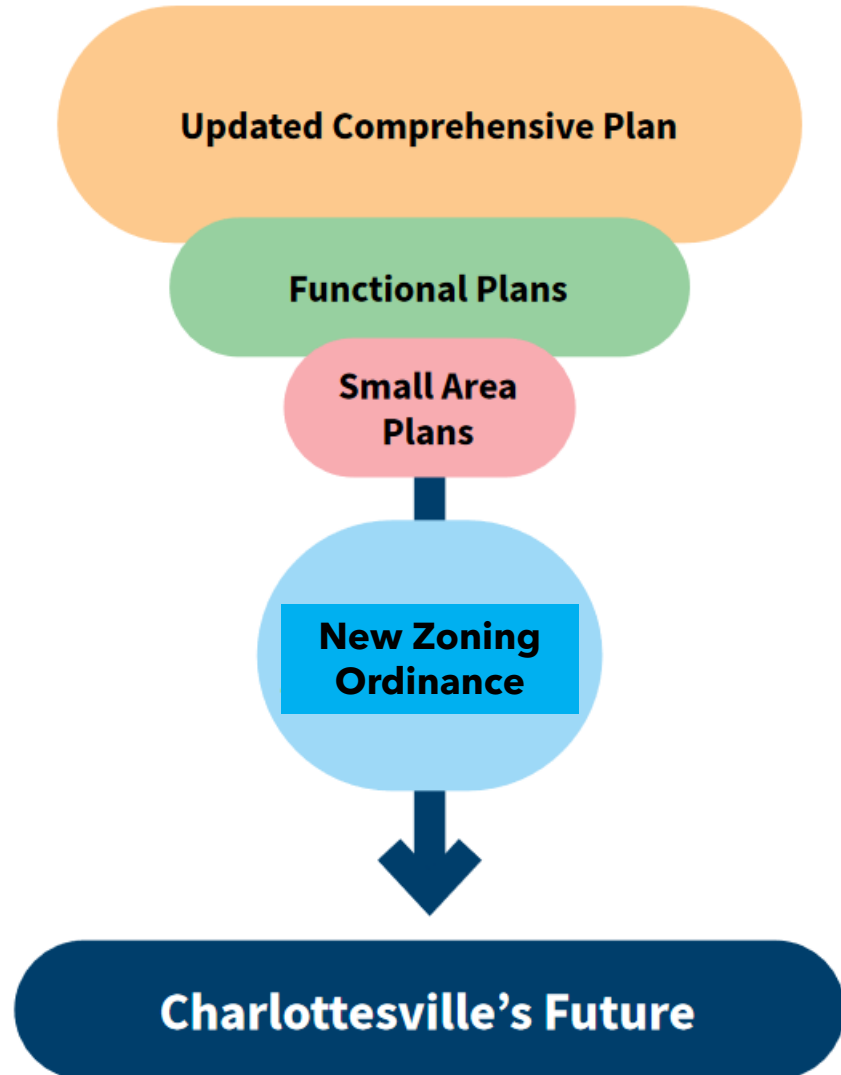 Updated Comprehensive Plan
Functional Plans
Small Area
Plans
New Zoning
Ordinance
Charlottesville’s Future